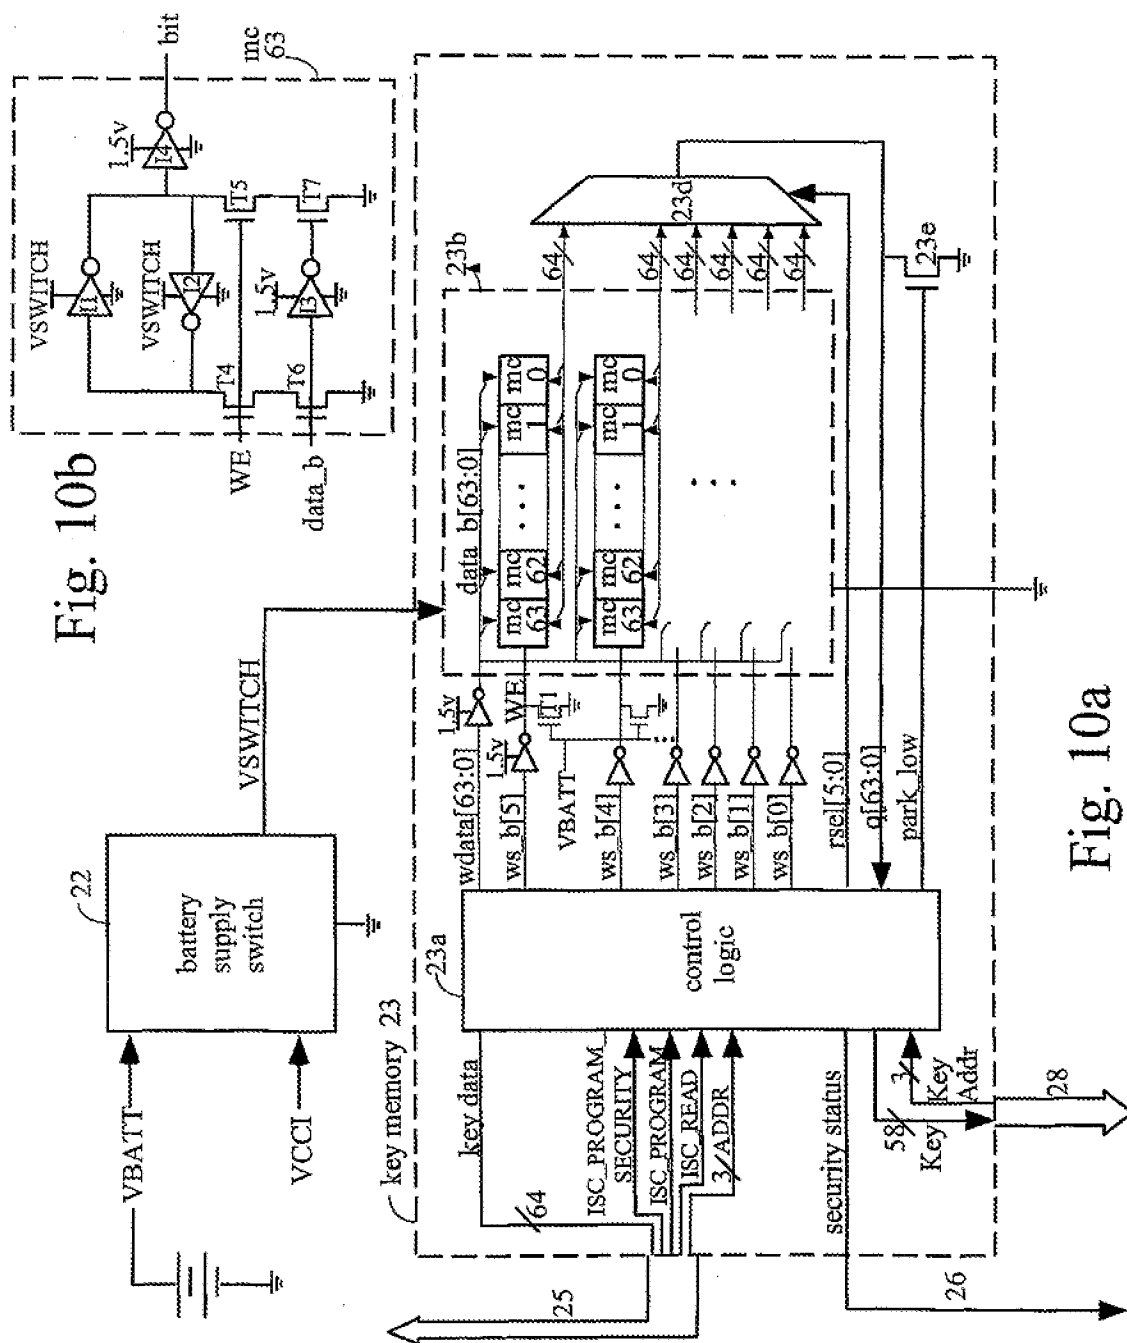 Fig. 10b
VSWITCH
I1
VSWITCH
I2
1.5v
I4
bit
mc
63
T4
T5
WE
T6
1.5v
I3
T7
data_b
VBATT
VCCI
22
battery
supply
switch
VSWITCH
key memory 23
23a
control
logic
key data
64
ISC_PROGRAM
SECURITY
ISC_PROGRAM
ISC_READ
3
ADDR
25
security status
26
58
Key
3
Key
Addr
28
wdata[63:0]
1.5v
ws_b[5]
1.5v
WE
T1
VBATT
ws_b[4]
ws_b[3]
ws_b[2]
ws_b[1]
ws_b[0]
rsel[5:0]
q[63:0]
park_low
data_b[63:0]
23b
mc
63
mc
62
. . .
mc
1
mc
0
mc
63
mc
62
. . .
mc
1
mc
0
. . .
64
64
64
64
64
23d
23e
Fig. 10a